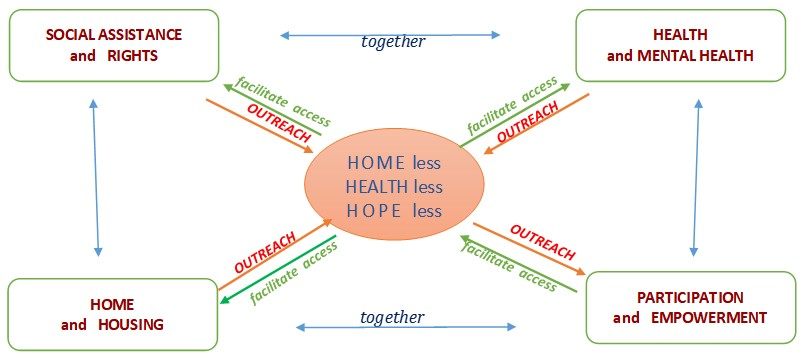 SOCIAL ASSISTANCE
and RIGHTS
together
HEALTH
and MENTAL HEALTH
facilitate access
OUTREACH
facilitate access
OUTREACH
HOME less
HEALTH less
HOPE less
OUTREACH
facilitate access
OUTREACH
facilitate access
HOME
and HOUSING
together
PARTICIPATION
and EMPOWERMENT